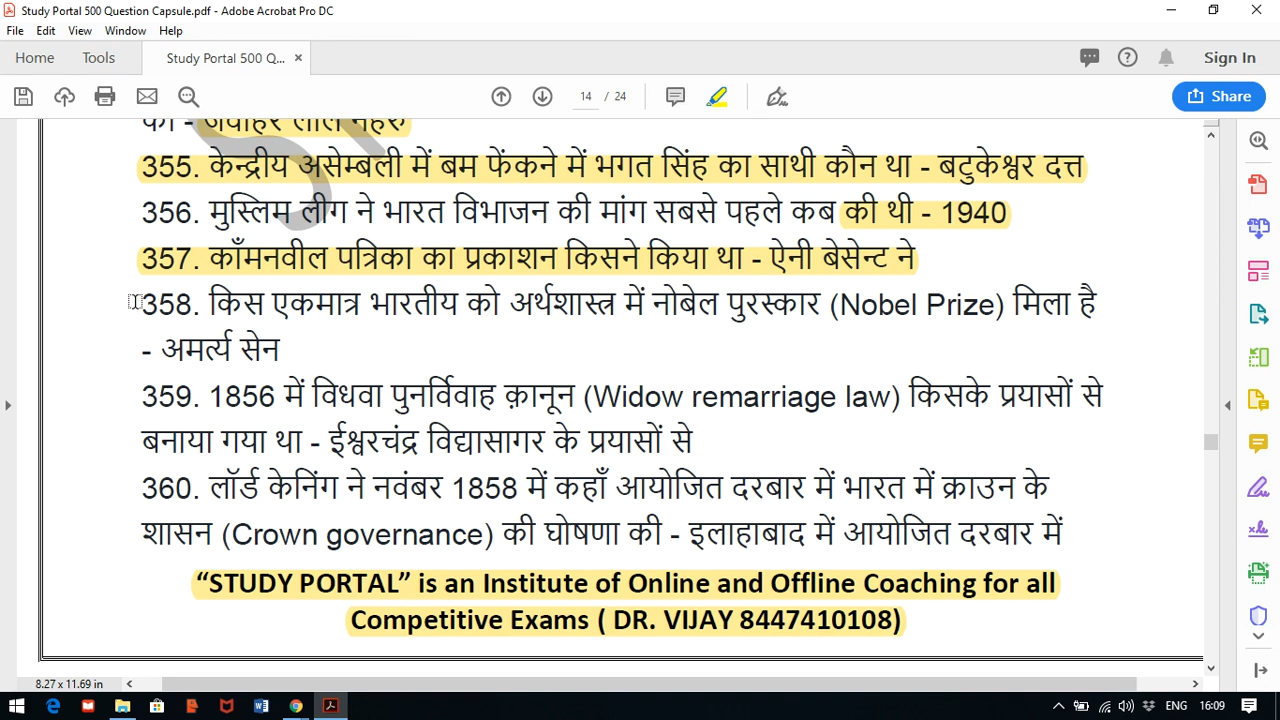 Study Portal 500 Question Capsule.pdf - Adobe Acrobat Pro DC
File Edit View Window Help
Home Tools Study Portal 500 Q... × Sign In
14 / 24 Share
का - जवाहर लाल नेहरु
355. केन्द्रीय असेम्बली में बम फेंकने में भगत सिंह का साथी कौन था - बटुकेश्वर दत्त
356. मुस्लिम लीग ने भारत विभाजन की मांग सबसे पहले कब की थी - 1940
357. काँमनवील पत्रिका का प्रकाशन किसने किया था - ऐनी बेसेन्ट ने
358. किस एकमात्र भारतीय को अर्थशास्त्र में नोबेल पुरस्कार (Nobel Prize) मिला है
- अमर्त्य सेन
359. 1856 में विधवा पुनर्विवाह क़ानून (Widow remarriage law) किसके प्रयासों से
बनाया गया था - ईश्वरचंद्र विद्यासागर के प्रयासों से
360. लॉर्ड केनिंग ने नवंबर 1858 में कहाँ आयोजित दरबार में भारत में क्राउन के
शासन (Crown governance) की घोषणा की - इलाहाबाद में आयोजित दरबार में
“STUDY PORTAL” is an Institute of Online and Offline Coaching for all
Competitive Exams ( DR. VIJAY 8447410108)
8.27 x 11.69 in
ENG 16:09